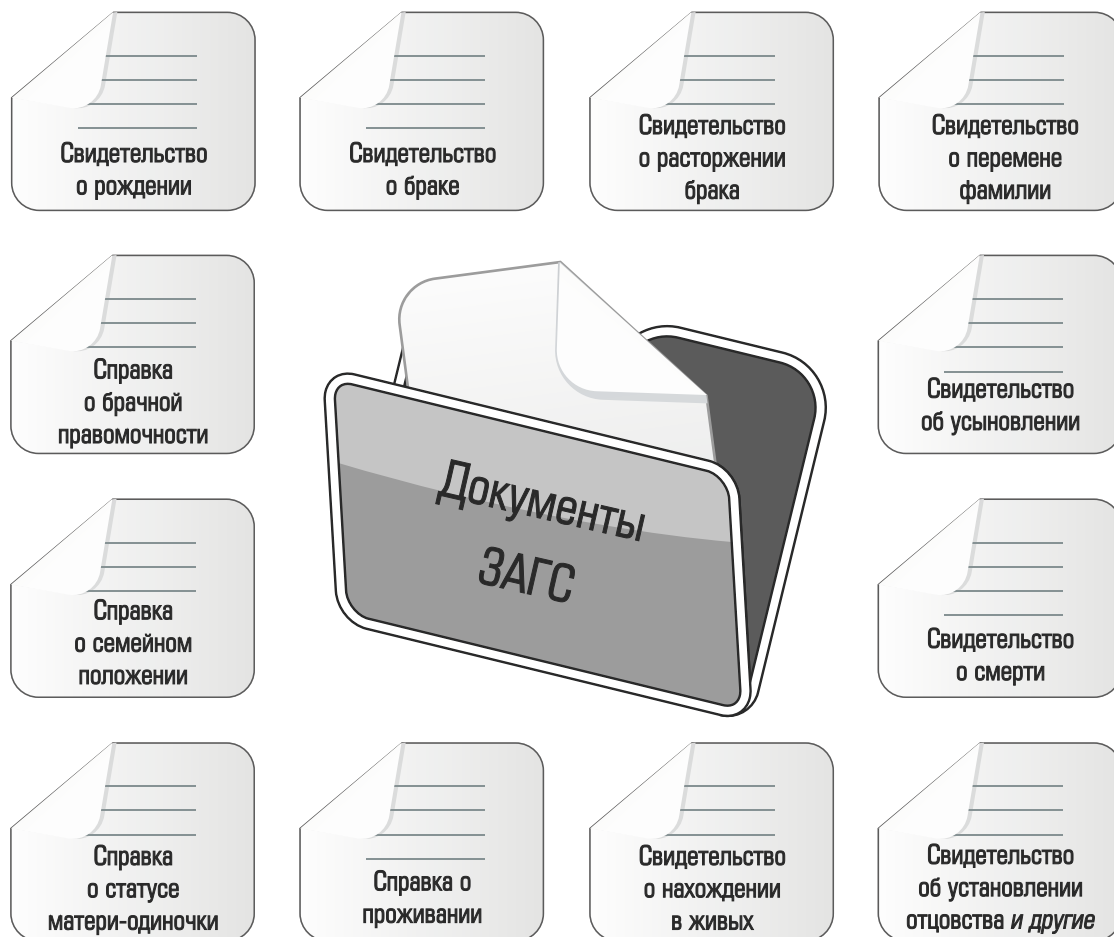 Свидетельство
о рождении
Свидетельство
о браке
Свидетельство
о расторжении
брака
Свидетельство
о перемене
фамилии
Справка
о брачной
правомочности
Документы
ЗАГС
Свидетельство
об усыновлении
Справка
о семейном
положении
Свидетельство
о смерти
Справка
о статусе
матери-одиночки
Справка о
проживании
Свидетельство
о нахождении
в живых
Свидетельство
об установлении
отцовства и другие